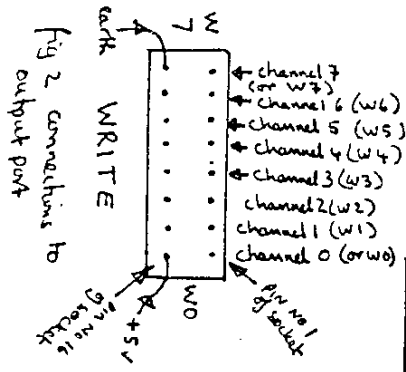 earth
W
7
channel 7
(or W7)
channel 6 (W6)
channel 5 (W5)
channel 4 (W4)
channel 3 (W3)
channel 2 (W2)
channel 1 (W1)
channel 0 (or W0)
WRITE
W0
fig 2 connections to
output port
pin No 16
of socket
+5v
pin No 1
of socket